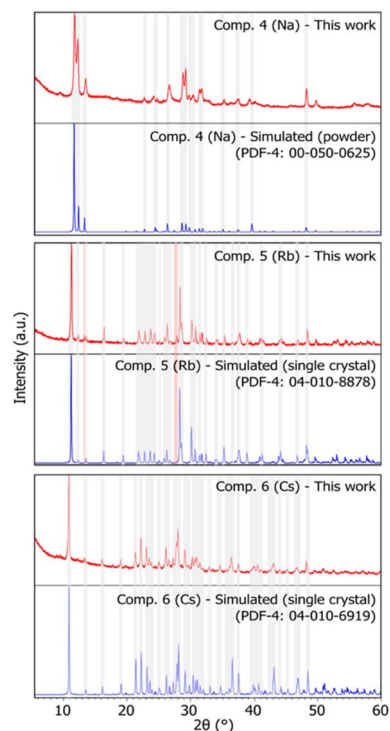 Comp. 4 (Na) - This work
Comp. 4 (Na) - Simulated (powder)
(PDF-4: 00-050-0625)
Comp. 5 (Rb) - This work
Comp. 5 (Rb) - Simulated (single crystal)
(PDF-4: 04-010-8878)
Comp. 6 (Cs) - This work
Comp. 6 (Cs) - Simulated (single crystal)
(PDF-4: 04-010-6919)
Intensity (a.u.)
10 20 30 40 50 60
2θ (°)